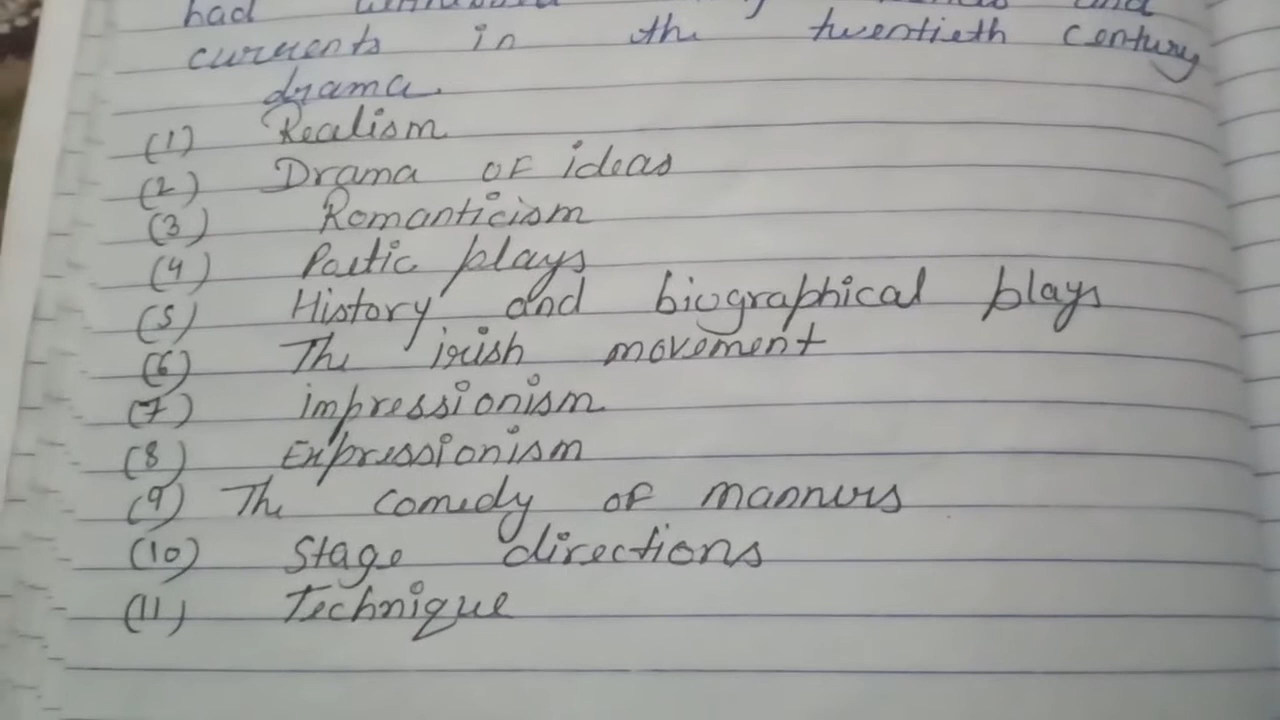 had and
currents in the twentieth century
drama.
(1) Realism
(2) Drama OF ideas
(3) Romanticism
(4) Poetic plays
(5) History and biographical plays
(6) The irish movement
(7) impressionism
(8) Expressionism
(9) The comedy of manners
(10) Stage directions
(11) Technique